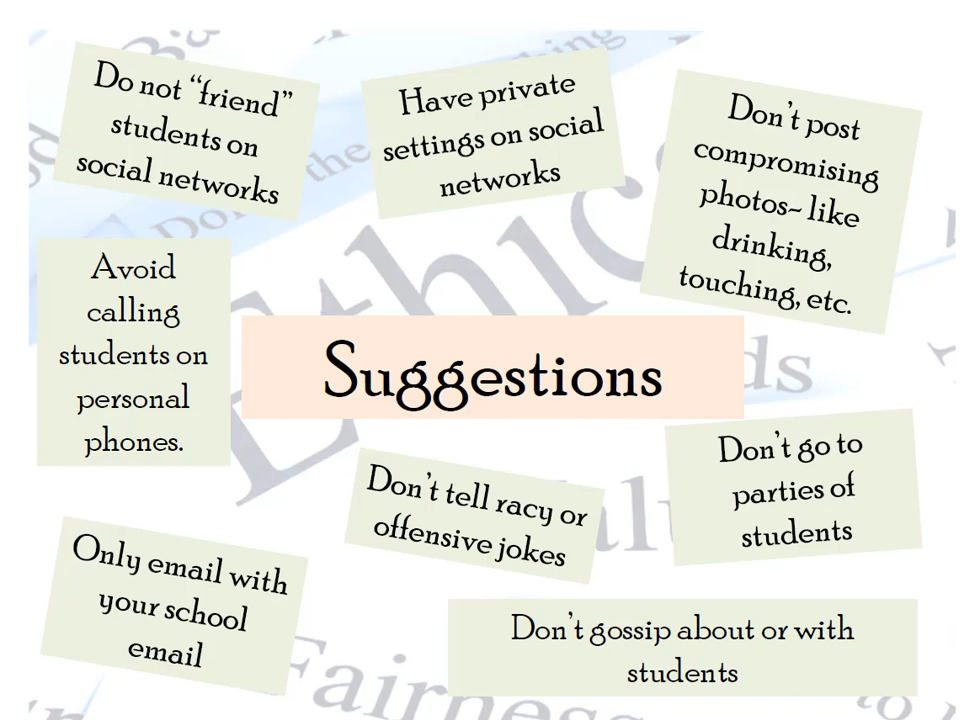 Do not “friend”
students on
social networks
Have private
settings on social
networks
Don’t post
compromising
photos- like
drinking,
touching, etc.
Avoid
calling
students on
personal
phones.
Suggestions
Don’t go to
parties of
students
Don’t tell racy or
offensive jokes
Only email with
your school
email
Don’t gossip about or with
students
Ethics
Fairness